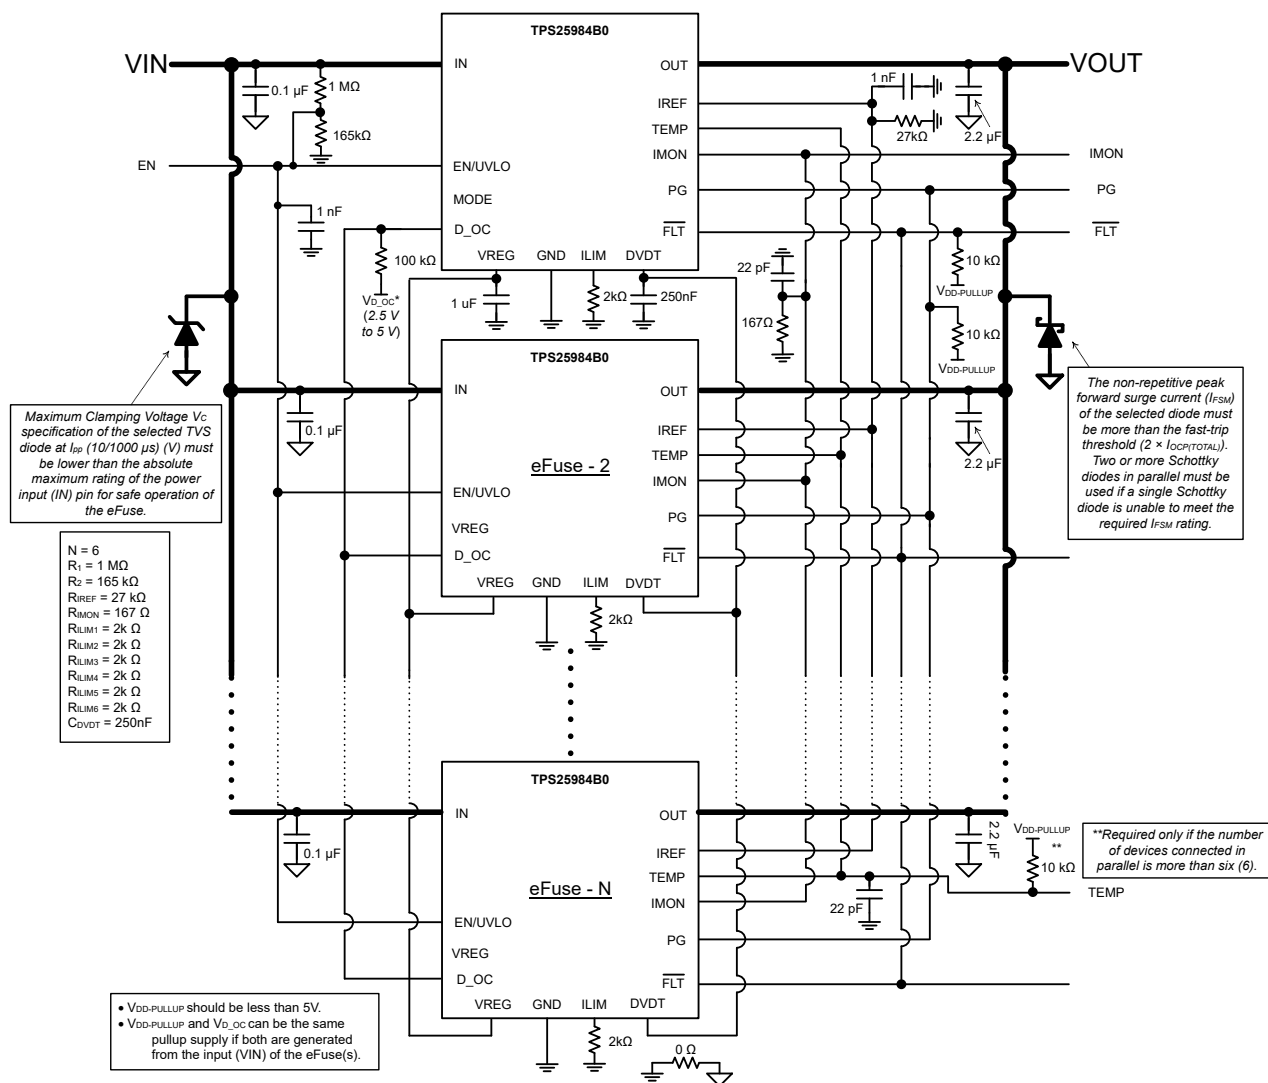 TPS25984B0
VIN
IN
OUT
VOUT
0.1 µF
1 MΩ
165kΩ
1 nF
27kΩ
2.2 µF
IREF
TEMP
IMON
IMON
EN
EN/UVLO
PG
PG
MODE
1 nF
D_OC
FLT
FLT
VREG
GND
ILIM
DVDT
100 kΩ
VD_OC*
(2.5 V
to 5 V)
1 uF
2kΩ
250nF
22 pF
167Ω
10 kΩ
VDD-PULLUP
10 kΩ
VDD-PULLUP
TPS25984B0
IN
OUT
0.1 µF
IREF
TEMP
2.2 µF
eFuse - 2
IMON
EN/UVLO
PG
VREG
D_OC
FLT
VREG
GND
ILIM
DVDT
2kΩ
Maximum Clamping Voltage VC
specification of the selected TVS
diode at Ipp (10/1000 µs) (V) must
be lower than the absolute
maximum rating of the power
input (IN) pin for safe operation of
the eFuse.
The non-repetitive peak
forward surge current (IFSM)
of the selected diode must
be more than the fast-trip
threshold (2 × IOCP(TOTAL)).
Two or more Schottky
diodes in parallel must be
used if a single Schottky
diode is unable to meet the
required IFSM rating.
N = 6
R1 = 1 MΩ
R2 = 165 kΩ
RIREF = 27 kΩ
RIMON = 167 Ω
RILIM1 = 2k Ω
RILIM2 = 2k Ω
RILIM3 = 2k Ω
RILIM4 = 2k Ω
RILIM5 = 2k Ω
RILIM6 = 2k Ω
CDVDT = 250nF
TPS25984B0
IN
OUT
0.1 µF
2.2 µF
IREF
TEMP
eFuse - N
IMON
22 pF
EN/UVLO
PG
VREG
D_OC
FLT
VREG
GND
ILIM
DVDT
2kΩ
0 Ω
VDD-PULLUP
**
10 kΩ
TEMP
**Required only if the number
of devices connected in
parallel is more than six (6).
• VDD-PULLUP should be less than 5V.
• VDD-PULLUP and VD_OC can be the same
pullup supply if both are generated
from the input (VIN) of the eFuse(s).